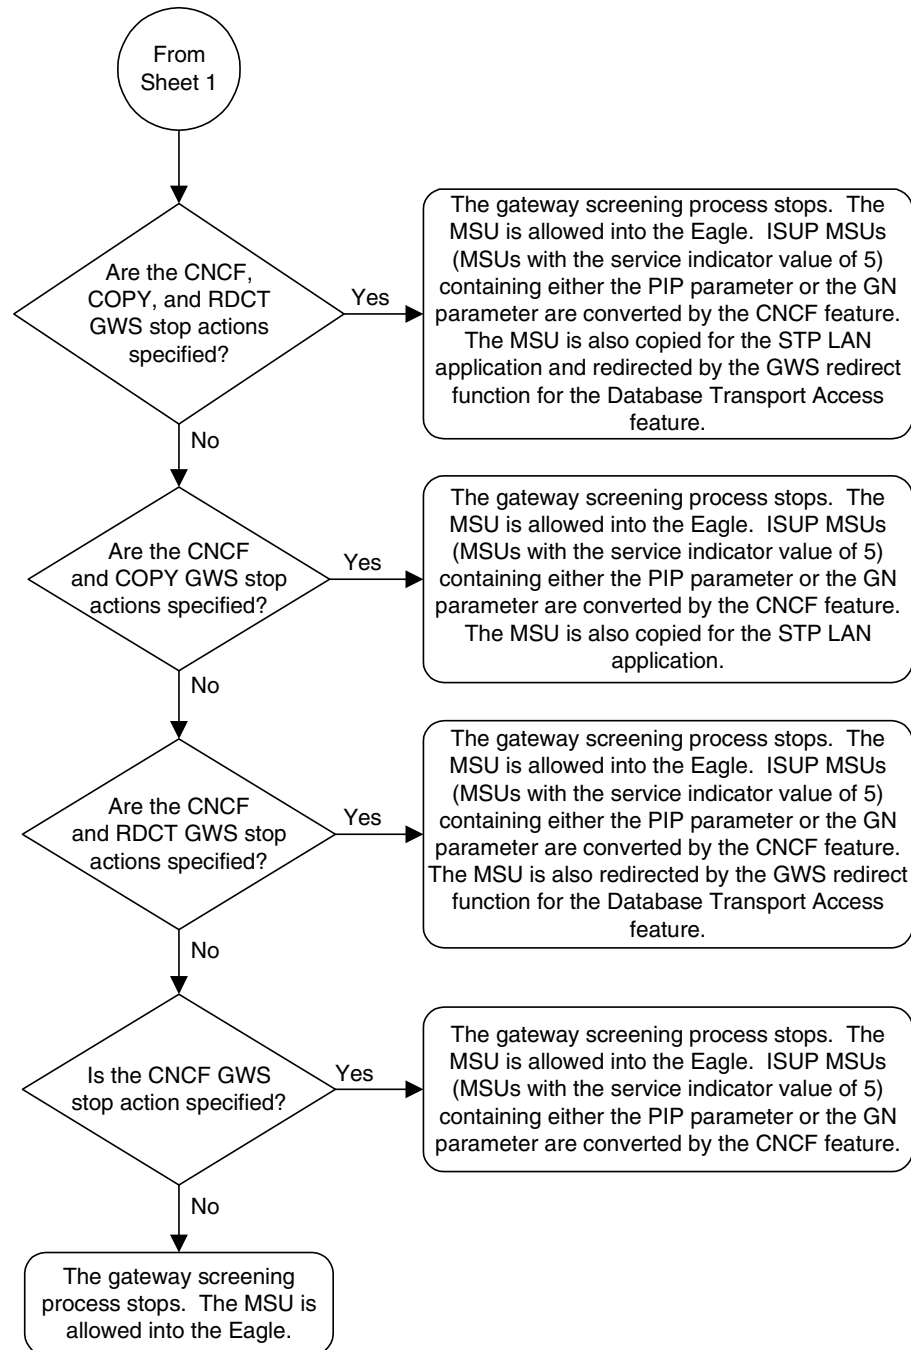 From
Sheet 1
Are the CNCF,
COPY, and RDCT
GWS stop actions
specified?
Yes
The gateway screening process stops.  The
MSU is allowed into the Eagle.  ISUP MSUs
(MSUs with the service indicator value of 5)
containing either the PIP parameter or the GN
parameter are converted by the CNCF feature.
The MSU is also copied for the STP LAN
application and redirected by the GWS redirect
function for the Database Transport Access
feature.
No
Are the CNCF
and COPY GWS stop
actions specified?
Yes
The gateway screening process stops.  The
MSU is allowed into the Eagle.  ISUP MSUs
(MSUs with the service indicator value of 5)
containing either the PIP parameter or the GN
parameter are converted by the CNCF feature.
The MSU is also copied for the STP LAN
application.
No
Are the CNCF
and RDCT GWS stop
actions specified?
Yes
The gateway screening process stops.  The
MSU is allowed into the Eagle.  ISUP MSUs
(MSUs with the service indicator value of 5)
containing either the PIP parameter or the GN
parameter are converted by the CNCF feature.
The MSU is also redirected by the GWS redirect
function for the Database Transport Access
feature.
No
Is the CNCF GWS
stop action specified?
Yes
The gateway screening process stops.  The
MSU is allowed into the Eagle.  ISUP MSUs
(MSUs with the service indicator value of 5)
containing either the PIP parameter or the GN
parameter are converted by the CNCF feature.
No
The gateway screening
process stops.  The MSU is
allowed into the Eagle.